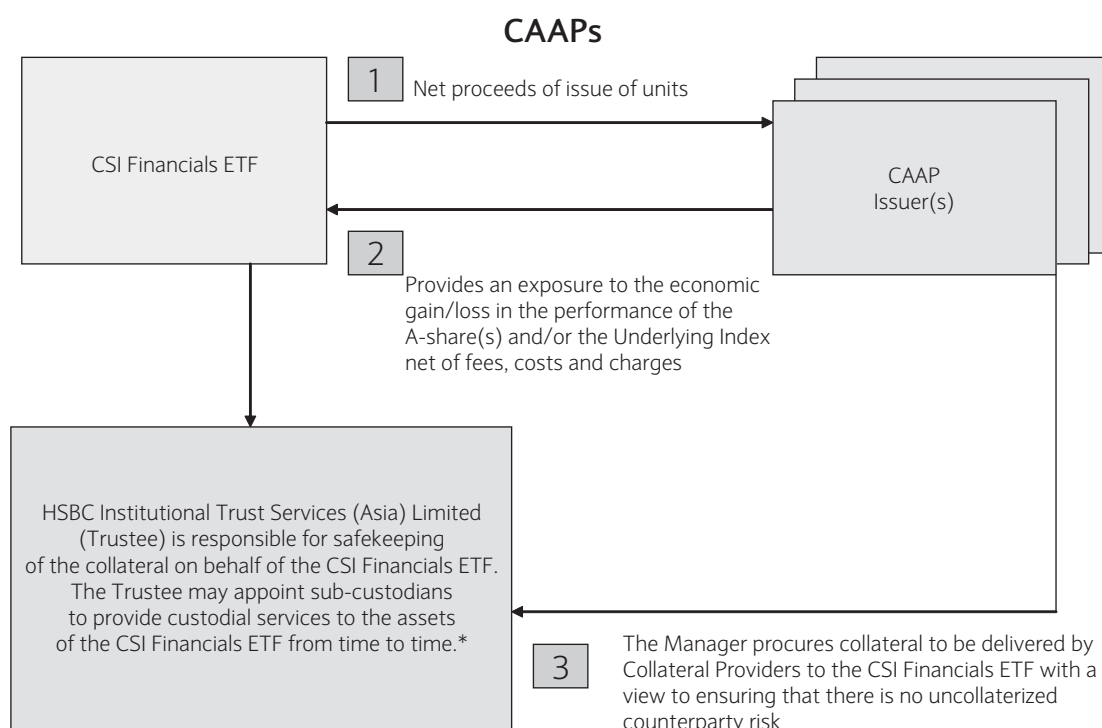 CAAPs
1
Net proceeds of issue of units
CSI Financials ETF
CAAP
Issuer(s)
2
Provides an exposure to the economic
gain/loss in the performance of the
A-share(s) and/or the Underlying Index
net of fees, costs and charges
HSBC Institutional Trust Services (Asia) Limited
(Trustee) is responsible for safekeeping
of the collateral on behalf of the CSI Financials ETF.
The Trustee may appoint sub-custodians
to provide custodial services to the assets
of the CSI Financials ETF from time to time.*
3
The Manager procures collateral to be delivered by
Collateral Providers to the CSI Financials ETF with a
view to ensuring that there is no uncollaterized
counterparty risk